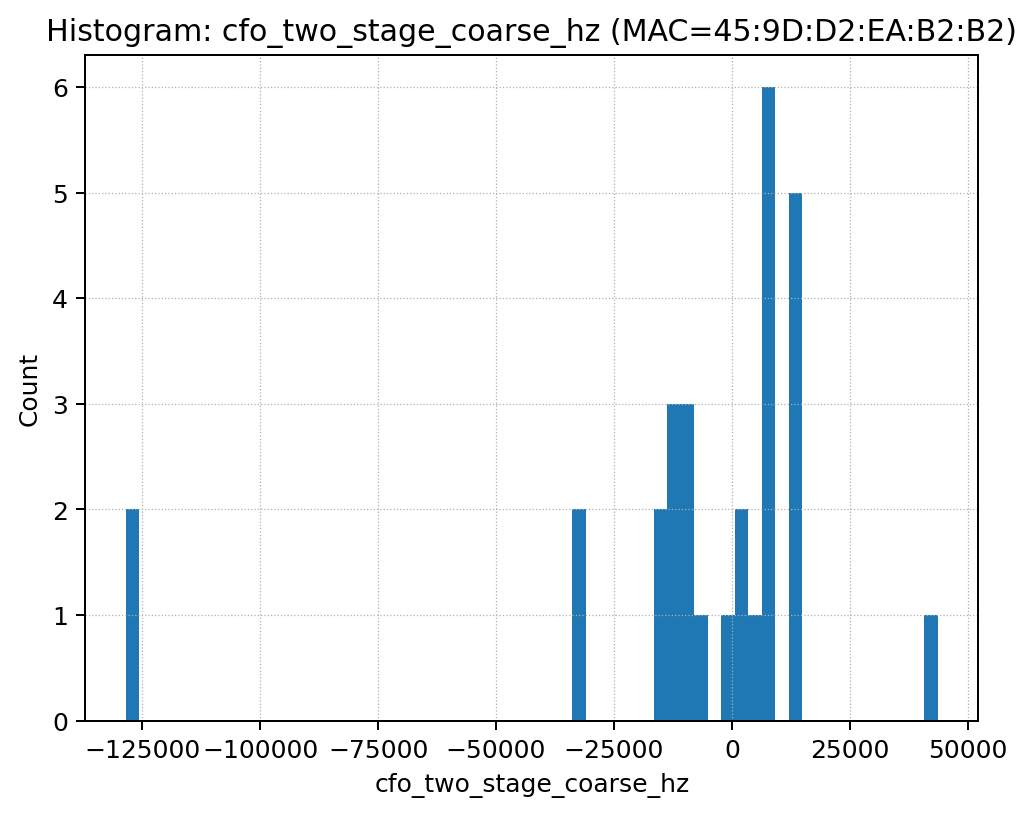 Histogram: cfo_two_stage_coarse_hz (MAC=45:9D:D2:EA:B2:B2)
6
5
4
3
2
1
0
Count
−125000 −100000 −75000 −50000 −25000 0 25000 50000
cfo_two_stage_coarse_hz